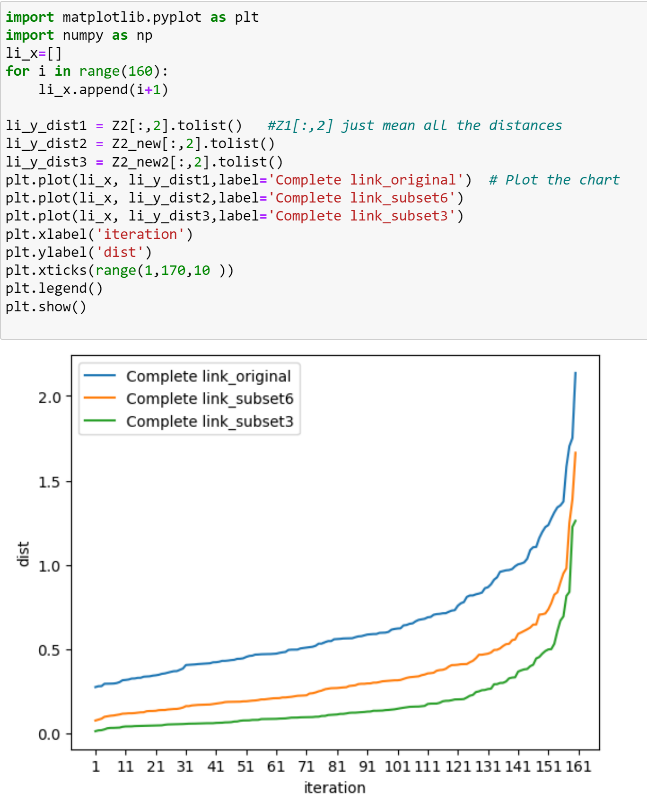 import matplotlib.pyplot as plt
import numpy as np
li_x=[]
for i in range(160):
    li_x.append(i+1)
li_y_dist1 = Z2[:,2].tolist()   #Z1[:,2] just mean all the distances
li_y_dist2 = Z2_new[:,2].tolist()
li_y_dist3 = Z2_new2[:,2].tolist()
plt.plot(li_x, li_y_dist1,label='Complete link_original')  # Plot the chart
plt.plot(li_x, li_y_dist2,label='Complete link_subset6')
plt.plot(li_x, li_y_dist3,label='Complete link_subset3')
plt.xlabel('iteration')
plt.ylabel('dist')
plt.xticks(range(1,170,10 ))
plt.legend()
plt.show()
Complete link_original
Complete link_subset6
Complete link_subset3
2.0
1.5
1.0
0.5
0.0
dist
1 11 21 31 41 51 61 71 81 91 101 111 121 131 141 151 161
iteration